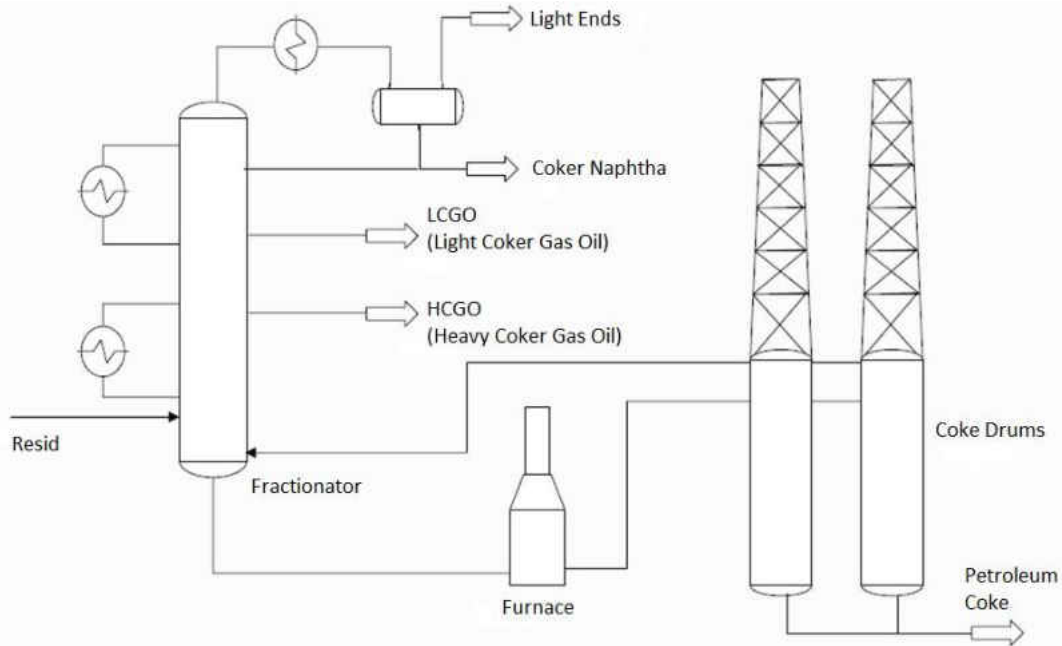 Light Ends
Coker Naphtha
LCGO
(Light Coker Gas Oil)
HCGO
(Heavy Coker Gas Oil)
Resid
Fractionator
Coke Drums
Furnace
Petroleum
Coke